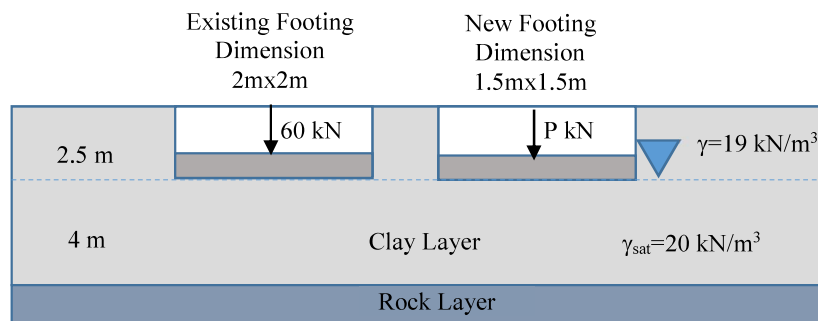 Existing Footing
Dimension
2mx2m
New Footing
Dimension
1.5mx1.5m
60 kN
P kN
2.5 m
γ=19 kN/m³
4 m
Clay Layer
γsat=20 kN/m³
Rock Layer